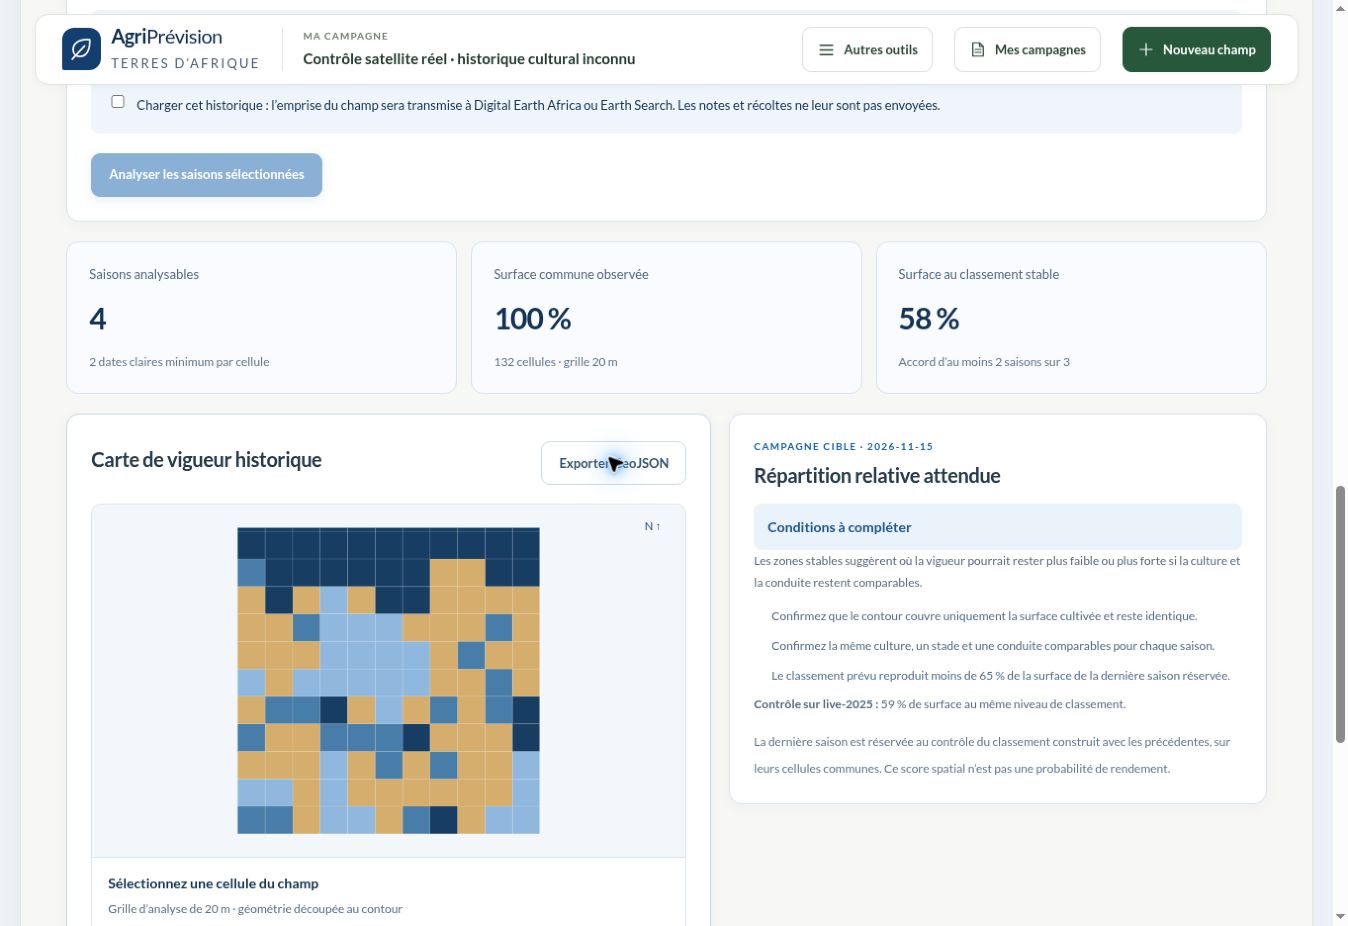 AgriPrévision
TERRES D'AFRIQUE
MA CAMPAGNE
Contrôle satellite réel · historique cultural inconnu
Autres outils
Mes campagnes
Nouveau champ
Charger cet historique : l'emprise du champ sera transmise à Digital Earth Africa ou Earth Search. Les notes et récoltes ne leur sont pas envoyées.
Analyser les saisons sélectionnées
Saisons analysables
4
2 dates claires minimum par cellule
Surface commune observée
100 %
132 cellules · grille 20 m
Surface au classement stable
58 %
Accord d'au moins 2 saisons sur 3
Carte de vigueur historique
Exporter GeoJSON
N ↑
Sélectionnez une cellule du champ
Grille d'analyse de 20 m · géométrie découpée au contour
CAMPAGNE CIBLE · 2026-11-15
Répartition relative attendue
Conditions à compléter
Les zones stables suggèrent où la vigueur pourrait rester plus faible ou plus forte si la culture et
la conduite restent comparables.
Confirmez que le contour couvre uniquement la surface cultivée et reste identique.
Confirmez la même culture, un stade et une conduite comparables pour chaque saison.
Le classement prévu reproduit moins de 65 % de la surface de la dernière saison réservée.
Contrôle sur live-2025 : 59 % de surface au même niveau de classement.
La dernière saison est réservée au contrôle du classement construit avec les précédentes, sur
leurs cellules communes. Ce score spatial n'est pas une probabilité de rendement.